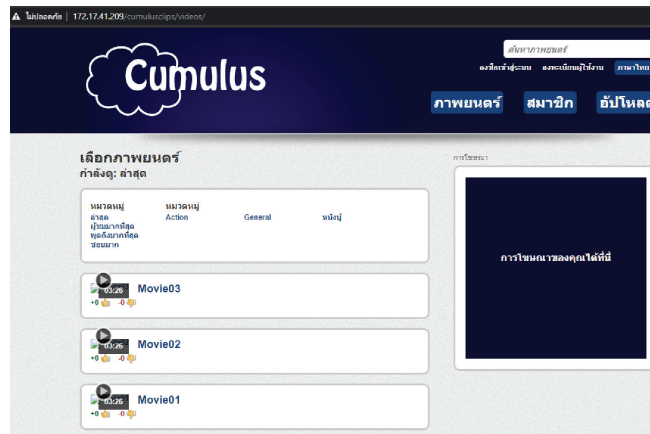 ไม่ปลอดภัย | 172.17.41.209/cumulusclips/videos/
Cumulus
ค้นหาภาพยนตร์
ลงชื่อเข้าสู่ระบบ ลงทะเบียนผู้ใช้งาน ภาษาไทย
ภาพยนตร์ สมาชิก อัปโหลด
เลือกภาพยนตร์
กำลังดู: ล่าสุด
การโฆษณา
หมวดหมู่ หมวดหมู่
ล่าสุด Action General หนังผู้
ผู้ชมมากที่สุด
พูดถึงมากที่สุด
ชอบมาก
การโฆษณาของคุณได้ที่นี่
03:26 Movie03
+0 -0
03:26 Movie02
+0 -0
03:26 Movie01
+0 -0